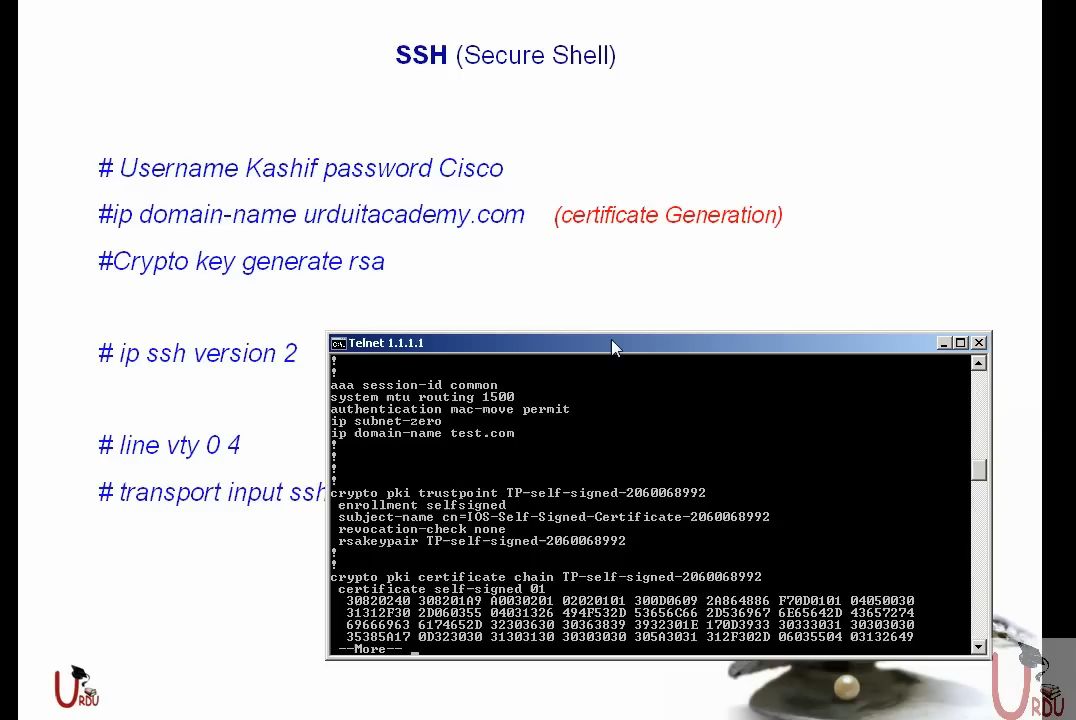 SSH (Secure Shell)
# Username Kashif password Cisco
#ip domain-name urduitacademy.com (certificate Generation)
#Crypto key generate rsa
# ip ssh version 2
# line vty 0 4
# transport input ssh
Telnet 1.1.1.1
!
!
aaa session-id common
system mtu routing 1500
authentication mac-move permit
ip subnet-zero
ip domain-name test.com
!
!
!
!
crypto pki trustpoint TP-self-signed-2060068992
enrollment selfsigned
subject-name cn=IOS-Self-Signed-Certificate-2060068992
revocation-check none
rsakeypair TP-self-signed-2060068992
!
!
crypto pki certificate chain TP-self-signed-2060068992
certificate self-signed 01
30820240 308201A9 A0030201 02020101 300D0609 2A864886 F70D0101 04050030
31312F30 2D060355 04031326 494F532D 53656C66 2D536967 6E65642D 43657274
69666963 6174652D 32303630 30363839 3932301E 170D3933 30333031 30303030
35385A17 0D323030 31303130 30303030 305A3031 312F302D 06035504 03132649
--More--
URDU
URDU